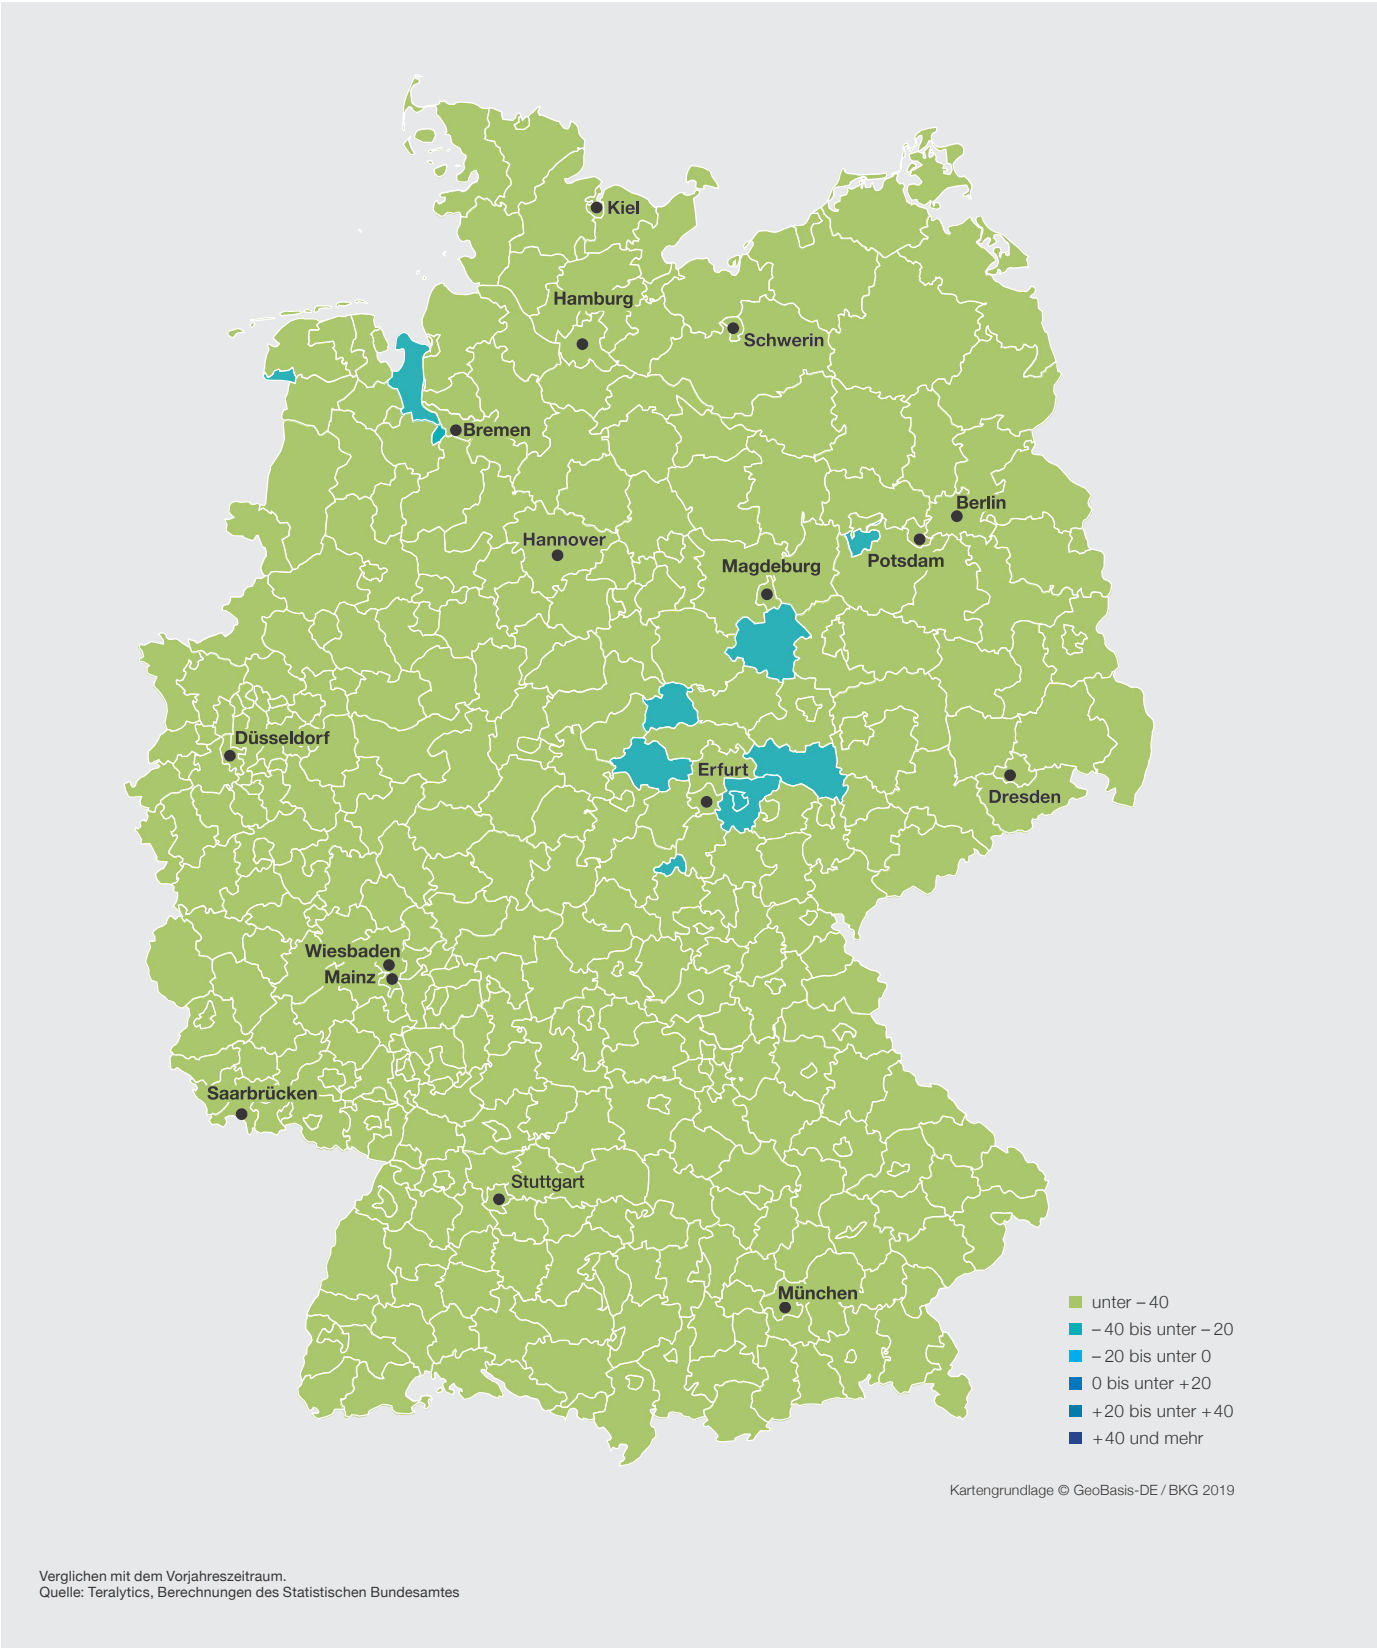 Kiel
Hamburg
Schwerin
Bremen
Berlin
Hannover
Potsdam
Magdeburg
Düsseldorf
Erfurt
Dresden
Wiesbaden
Mainz
Saarbrücken
Stuttgart
München
unter – 40
– 40 bis unter – 20
– 20 bis unter 0
0 bis unter +20
+20 bis unter +40
+40 und mehr
Kartengrundlage © GeoBasis-DE / BKG 2019
Verglichen mit dem Vorjahreszeitraum.
Quelle: Teralytics, Berechnungen des Statistischen Bundesamtes